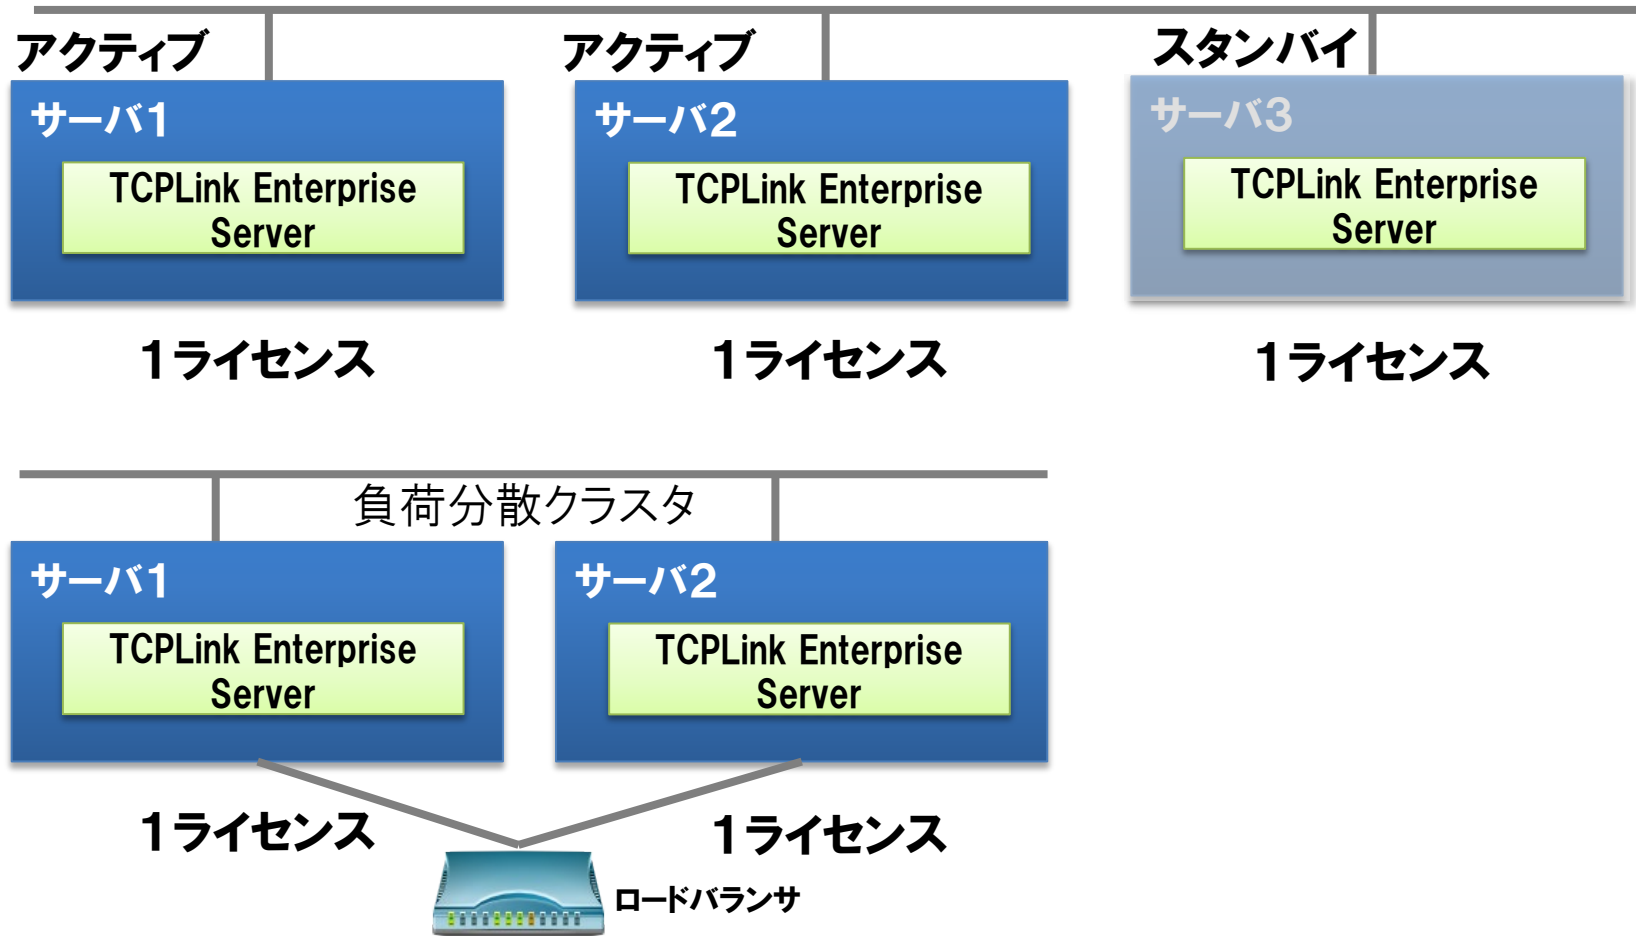 アクティブ
アクティブ
スタンバイ
サーバ1
サーバ2
サーバ3
TCPLink Enterprise
Server
TCPLink Enterprise
Server
TCPLink Enterprise
Server
1ライセンス
1ライセンス
1ライセンス
負荷分散クラスタ
サーバ1
サーバ2
TCPLink Enterprise
Server
TCPLink Enterprise
Server
1ライセンス
1ライセンス
ロードバランサ